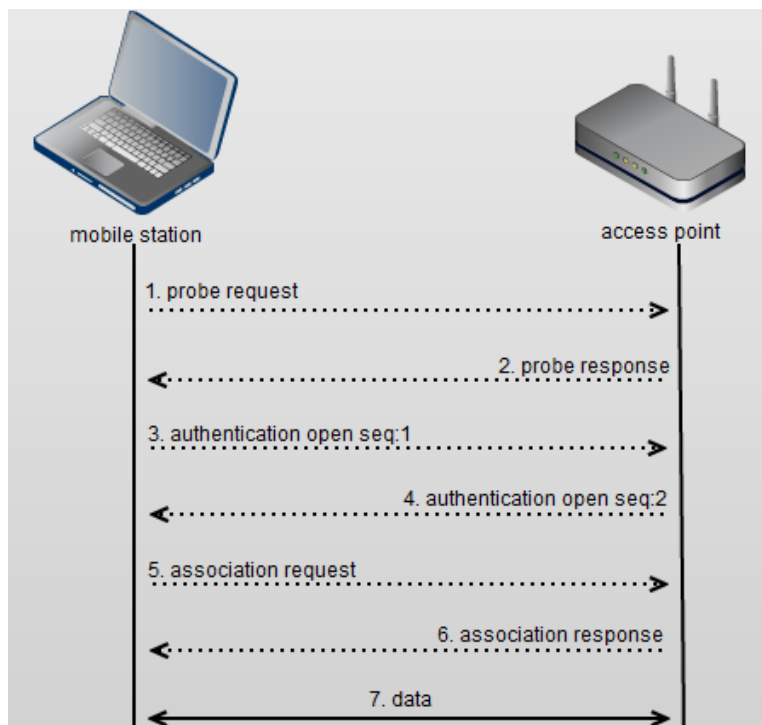 mobile station
access point
1. probe request
2. probe response
3. authentication open seq:1
4. authentication open seq:2
5. association request
6. association response
7. data